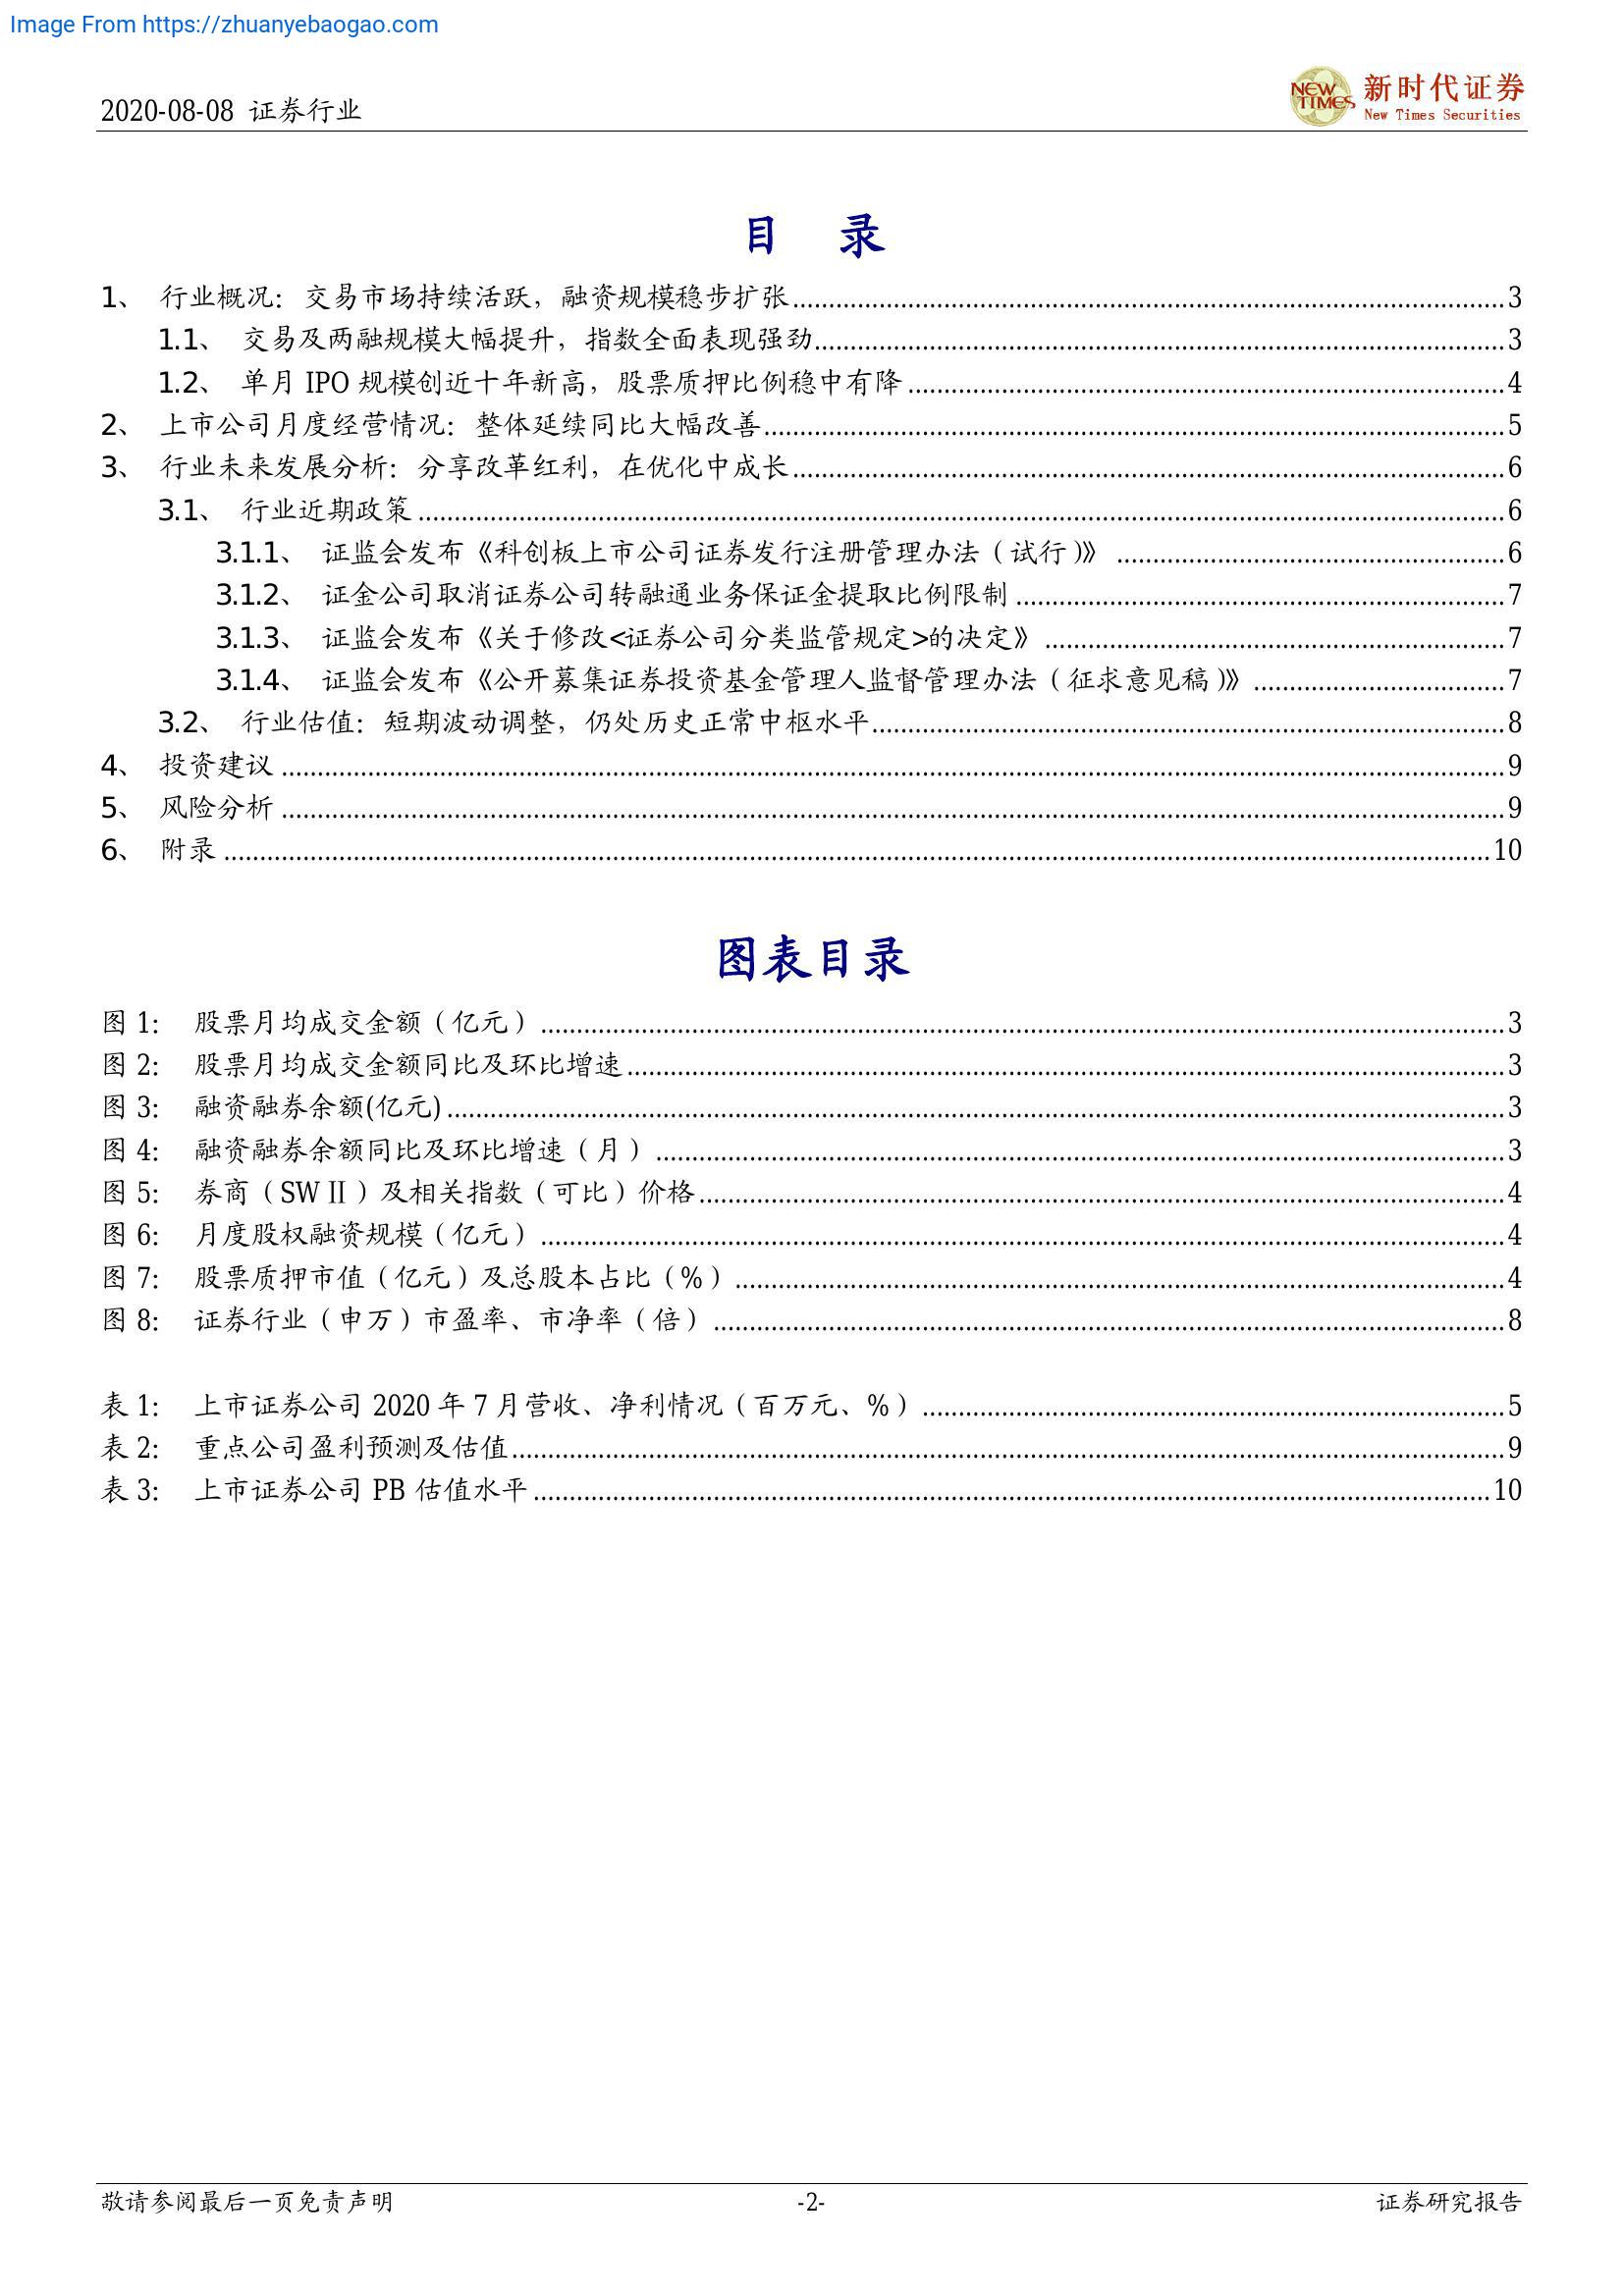 Image From https://zhuanyebaogao.com
2020-08-08 证券行业
NEW TIMES 新时代证券
New Times Securities
目 录
1、 行业概况：交易市场持续活跃，融资规模稳步扩张 3
1.1、 交易及两融规模大幅提升，指数全面表现强劲 3
1.2、 单月 IPO 规模创近十年新高，股票质押比例稳中有降 4
2、 上市公司月度经营情况：整体延续同比大幅改善 5
3、 行业未来发展分析：分享改革红利，在优化中成长 6
3.1、 行业近期政策 6
3.1.1、 证监会发布《科创板上市公司证券发行注册管理办法（试行）》 6
3.1.2、 证金公司取消证券公司转融通业务保证金提取比例限制 7
3.1.3、 证监会发布《关于修改<证券公司分类监管规定>的决定》 7
3.1.4、 证监会发布《公开募集证券投资基金管理人监督管理办法（征求意见稿）》 7
3.2、 行业估值：短期波动调整，仍处历史正常中枢水平 8
4、 投资建议 9
5、 风险分析 9
6、 附录 10
图表目录
图 1： 股票月均成交金额（亿元） 3
图 2： 股票月均成交金额同比及环比增速 3
图 3： 融资融券余额(亿元) 3
图 4： 融资融券余额同比及环比增速（月） 3
图 5： 券商（SWⅡ）及相关指数（可比）价格 4
图 6： 月度股权融资规模（亿元） 4
图 7： 股票质押市值（亿元）及总股本占比（%） 4
图 8： 证券行业（申万）市盈率、市净率（倍） 8
表 1： 上市证券公司 2020 年 7 月营收、净利情况（百万元、%） 5
表 2： 重点公司盈利预测及估值 9
表 3： 上市证券公司 PB 估值水平 10
敬请参阅最后一页免责声明 -2- 证券研究报告